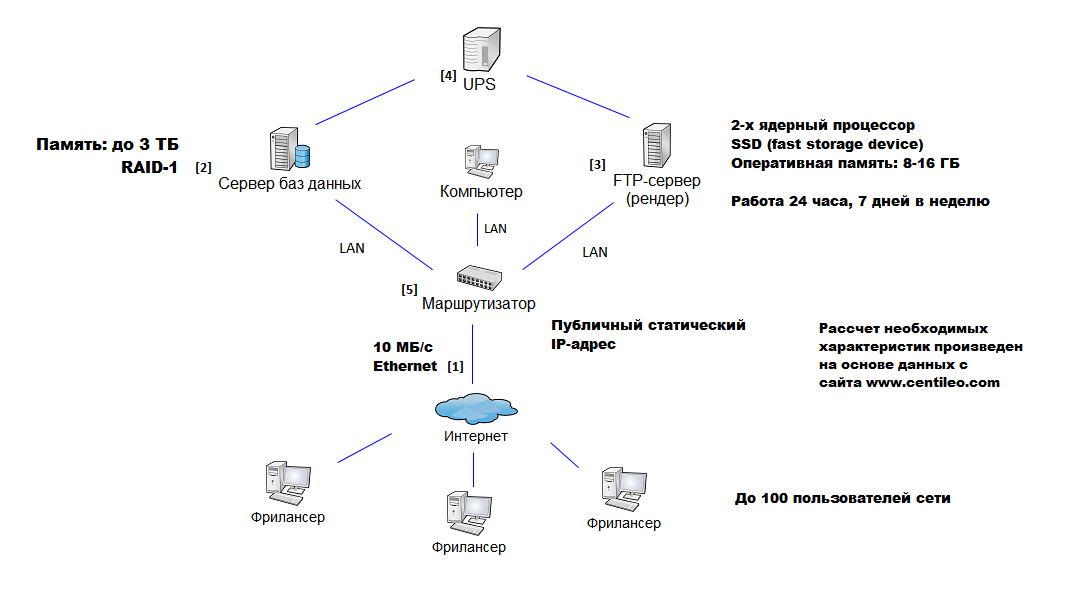 [4]
UPS
Память: до 3 ТБ
RAID-1
[2]
Сервер баз данных
Компьютер
[3]
FTP-сервер
(рендер)
2-х ядерный процессор
SSD (fast storage device)
Оперативная память: 8-16 ГБ
Работа 24 часа, 7 дней в неделю
LAN
LAN
LAN
[5]
Маршрутизатор
Публичный статический
IP-адрес
10 МБ/с
Ethernet
[1]
Рассчет необходимых
характеристик произведен
на основе данных с
сайта www.centileo.com
Интернет
Фрилансер
Фрилансер
Фрилансер
До 100 пользователей сети